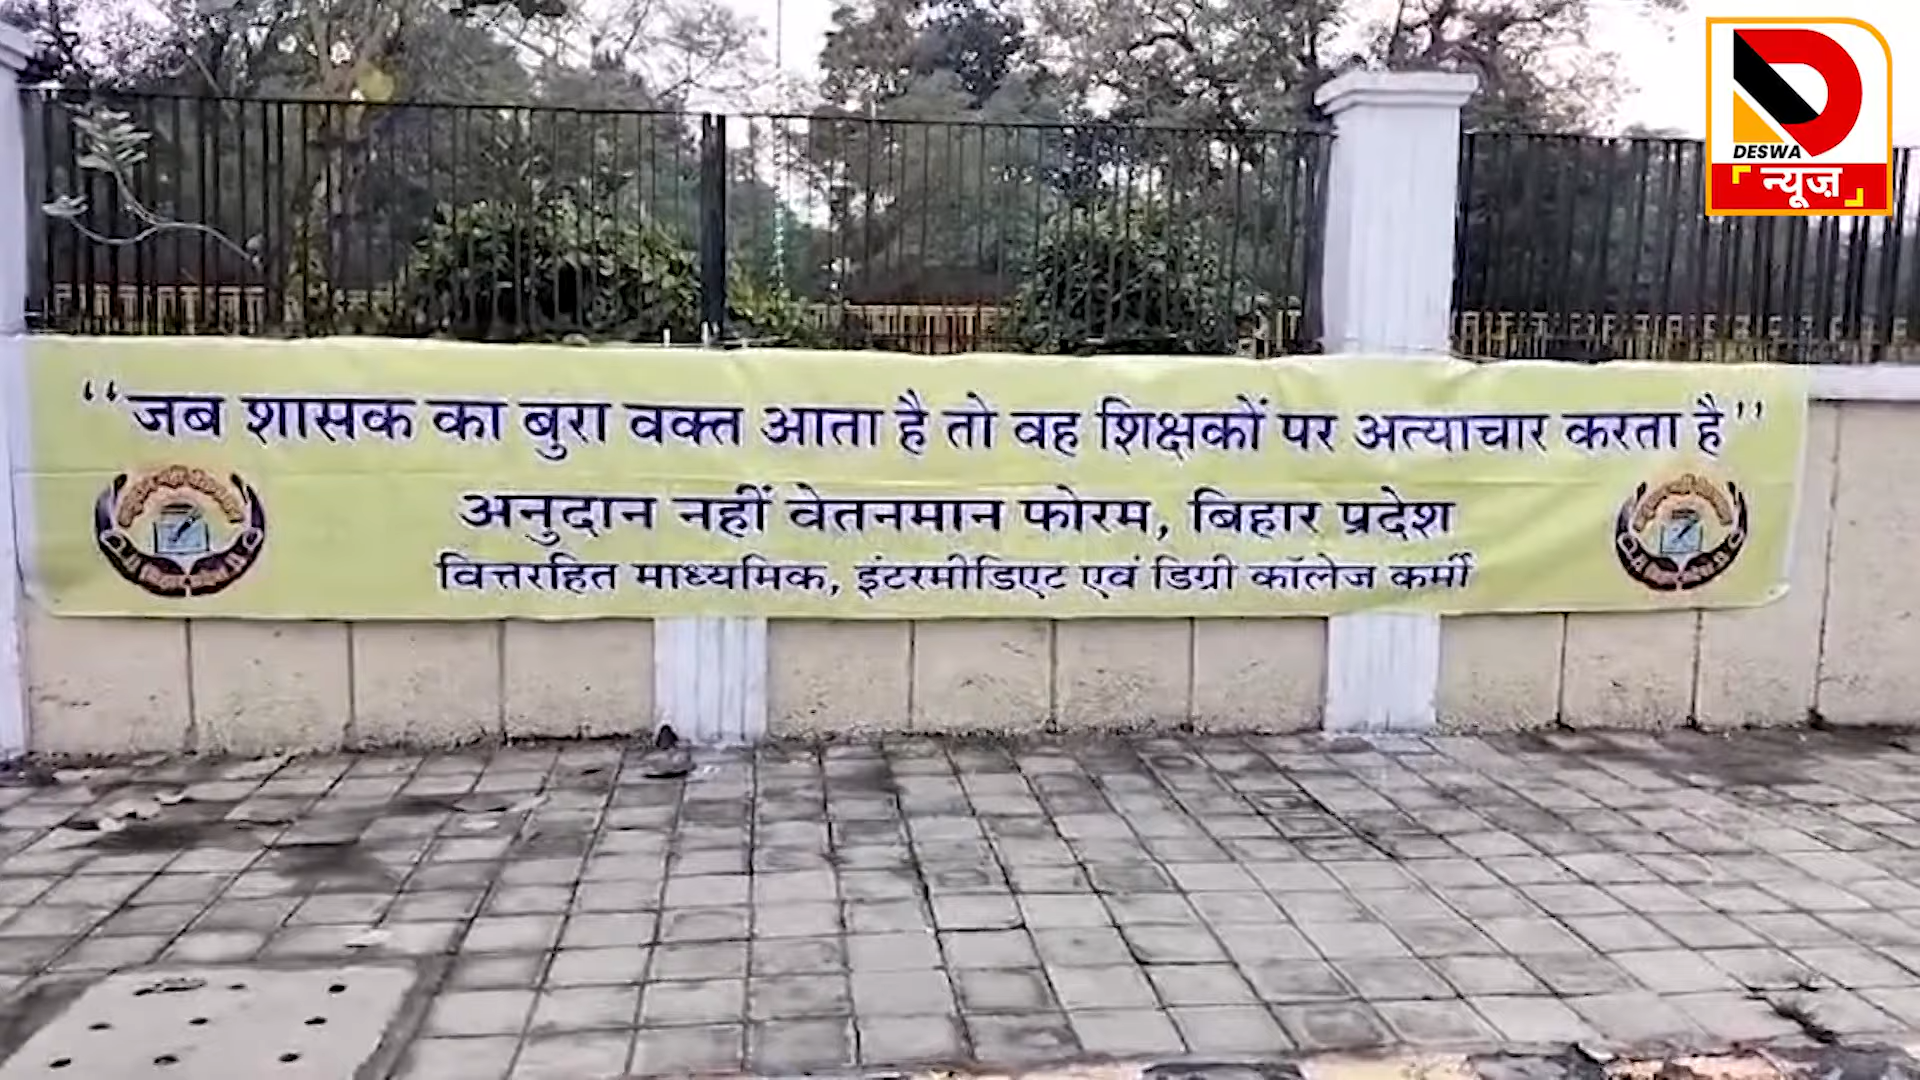 DESWA
न्यूज़
‘‘जब शासक का बुरा वक्त आता है तो वह शिक्षकों पर अत्याचार करता है’’
अनुदान नहीं वेतनमान फोरम, बिहार प्रदेश
वित्तरहित माध्यमिक, इंटरमीडिएट एवं डिग्री कॉलेज कर्मी